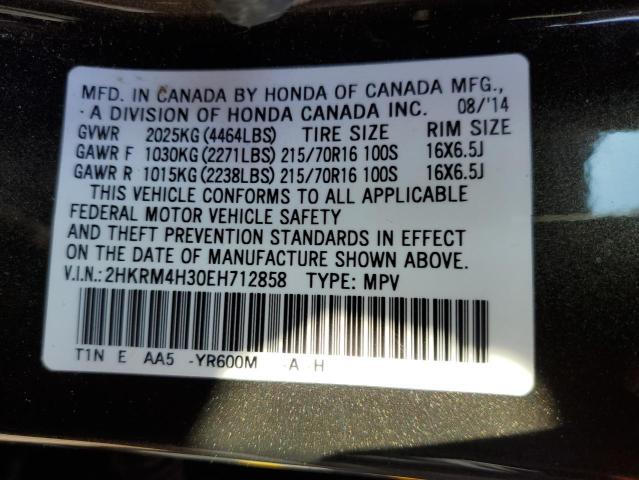 MFD. IN CANADA BY HONDA OF CANADA MFG.,
A DIVISION OF HONDA CANADA INC. 08/'14
GVWR 2025KG (4464LBS) TIRE SIZE RIM SIZE
GAWR F 1030KG (2271LBS) 215/70R16 100S 16X6.5J
GAWR R 1015KG (2238LBS) 215/70R16 100S 16X6.5J
THIS VEHICLE CONFORMS TO ALL APPLICABLE
FEDERAL MOTOR VEHICLE SAFETY
AND THEFT PREVENTION STANDARDS IN EFFECT
ON THE DATE OF MANUFACTURE SHOWN ABOVE.
V.I.N.: 2HKRM4H30EH712858 TYPE: MPV
T1N E AA5 -YR600M -A -H